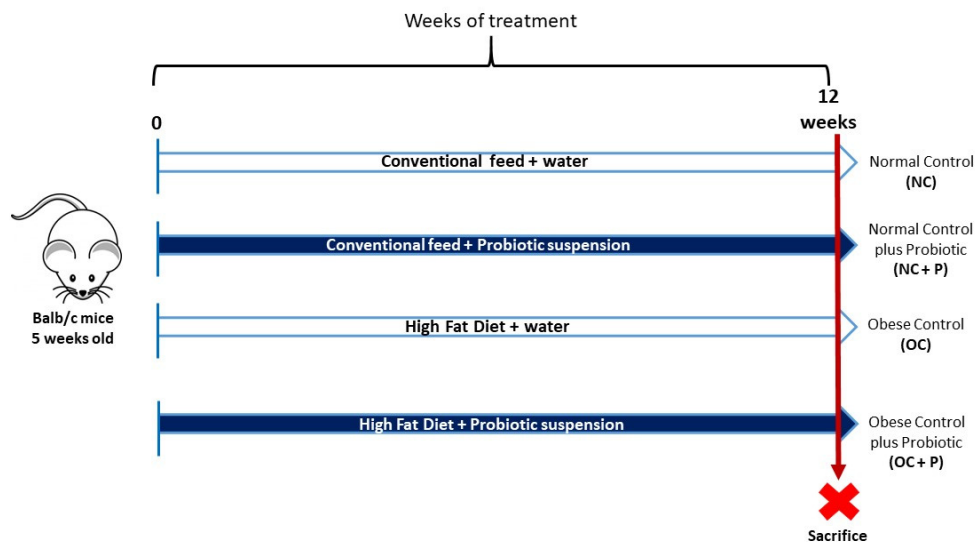 Weeks of treatment
0
12
weeks
Conventional feed + water
Normal Control
(NC)
Conventional feed + Probiotic suspension
Normal Control
plus Probiotic
(NC + P)
Balb/c mice
5 weeks old
High Fat Diet + water
Obese Control
(OC)
High Fat Diet + Probiotic suspension
Obese Control
plus Probiotic
(OC + P)
Sacrifice